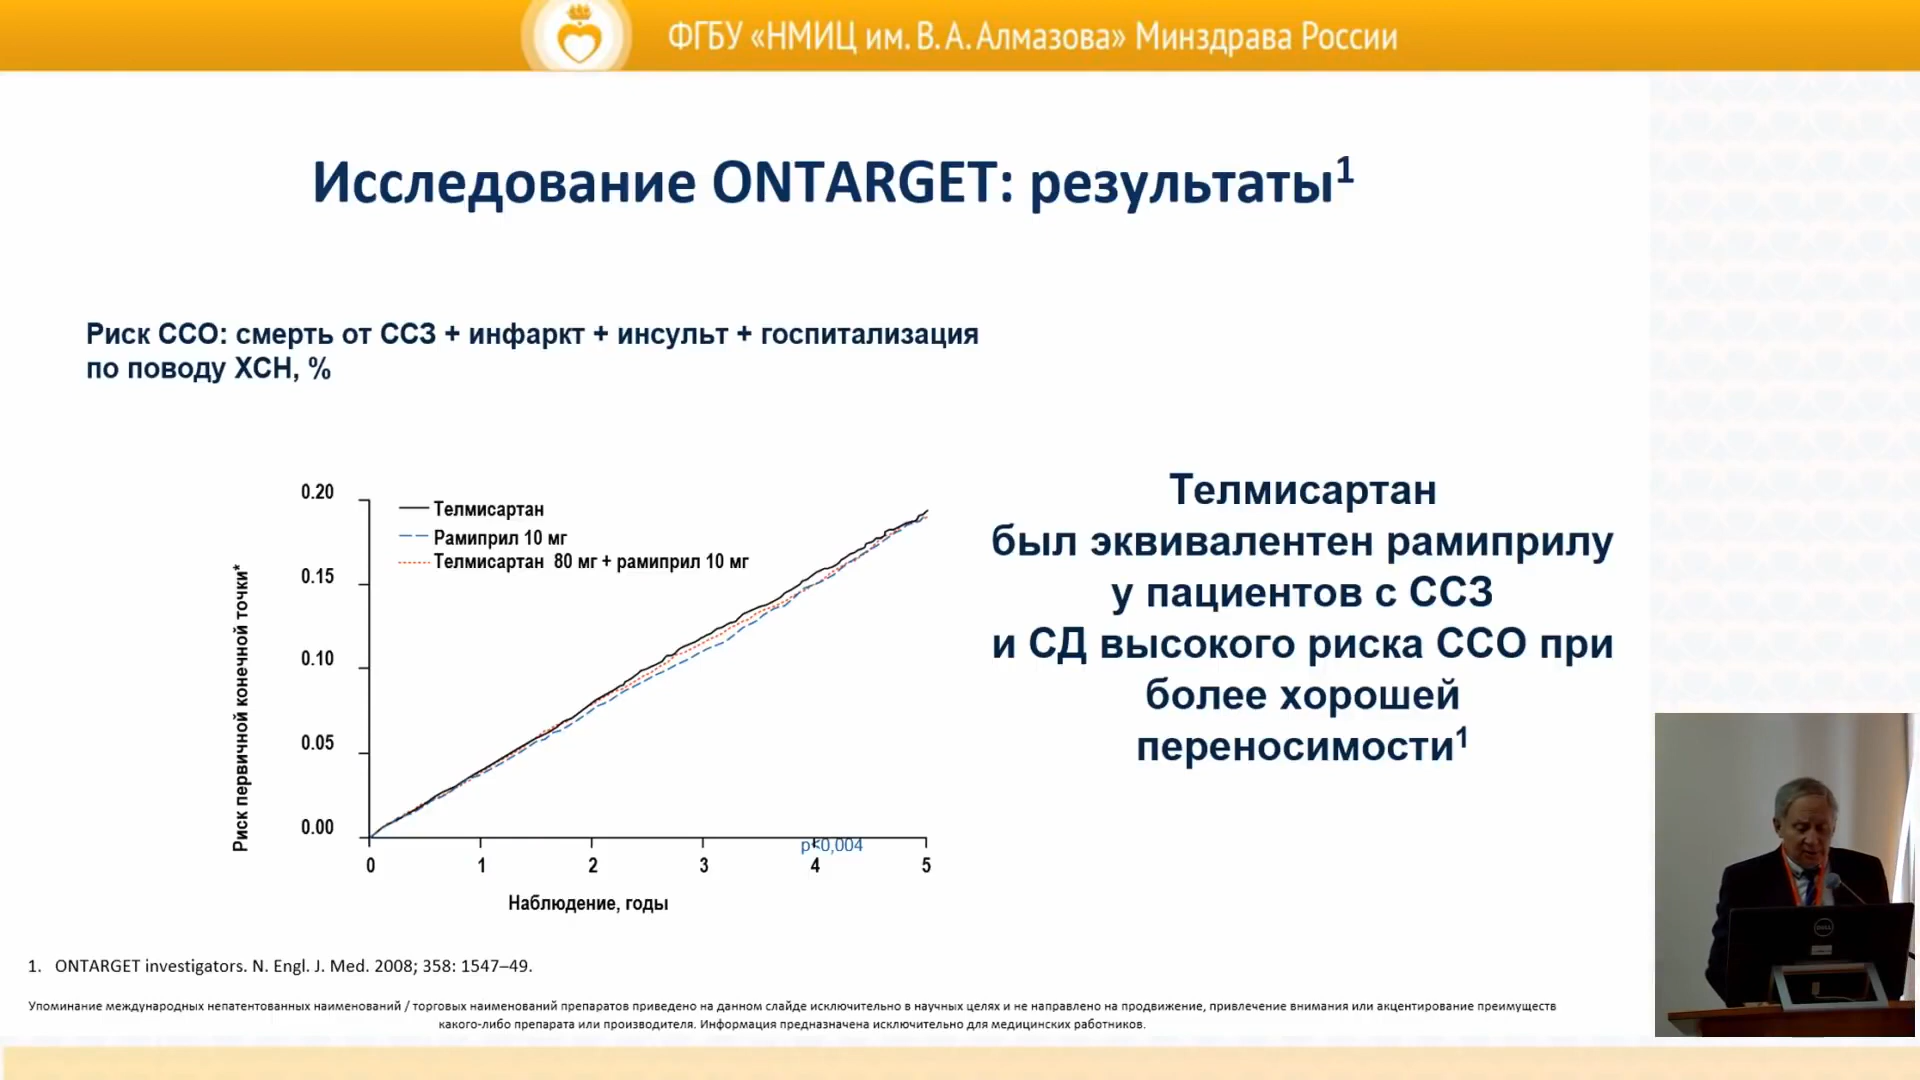 ФГБУ «НМИЦ им. В. А. Алмазова» Минздрава России
Исследование ONTARGET: результаты¹
Риск ССО: смерть от ССЗ + инфаркт + инсульт + госпитализация
по поводу ХСН, %
Риск первичной конечной точки*
0.20
0.15
0.10
0.05
0.00
Телмисартан
Рамиприл 10 мг
Телмисартан 80 мг + рамиприл 10 мг
p<0,004
0 1 2 3 4 5
Наблюдение, годы
Телмисартан
был эквивалентен рамиприлу
у пациентов с ССЗ
и СД высокого риска ССО при
более хорошей
переносимости¹
1. ONTARGET investigators. N. Engl. J. Med. 2008; 358: 1547–49.
Упоминание международных непатентованных наименований / торговых наименований препаратов приведено на данном слайде исключительно в научных целях и не направлено на продвижение, привлечение внимания или акцентирование преимуществ
какого-либо препарата или производителя. Информация предназначена исключительно для медицинских работников.
DELL